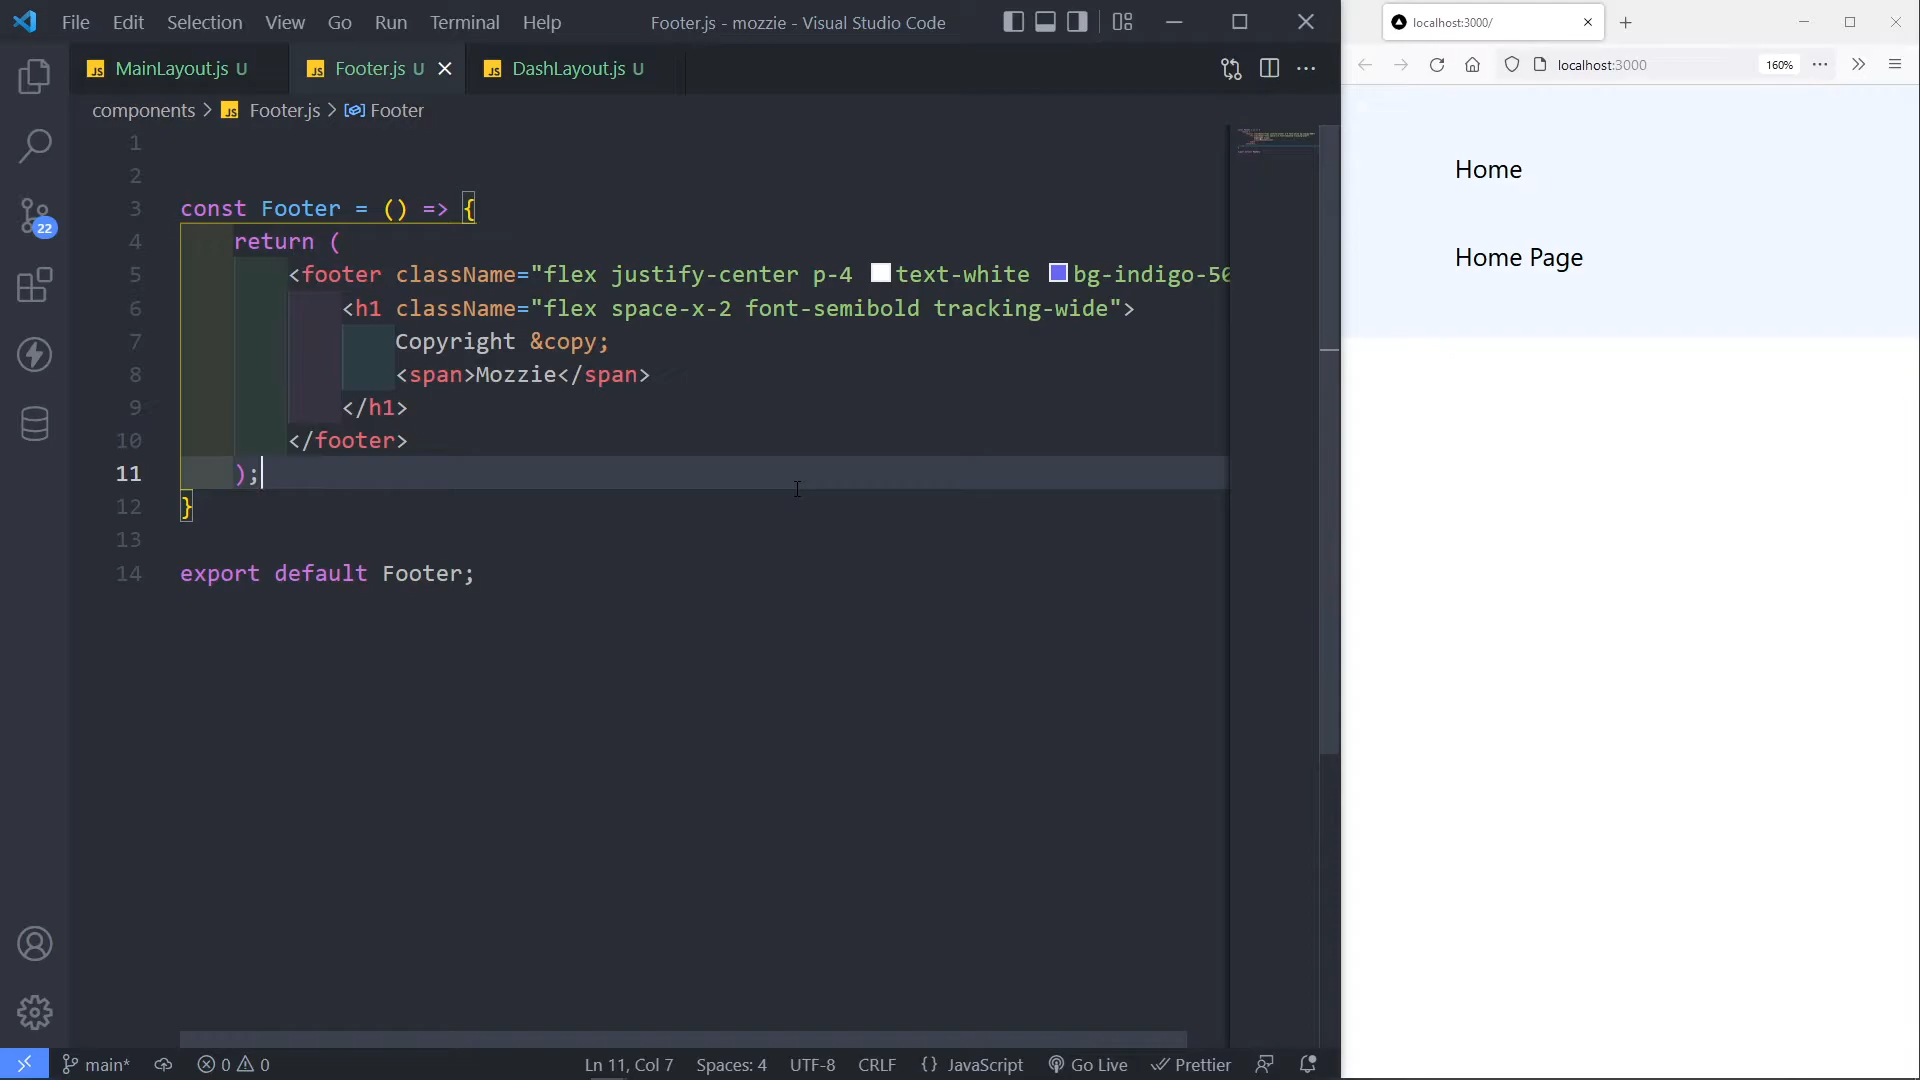 File Edit Selection View Go Run Terminal Help
Footer.js - mozzie - Visual Studio Code
JS MainLayout.js U
JS Footer.js U
JS DashLayout.js U
components > JS Footer.js > Footer
1
2
3 const Footer = () => {
4 return (
5 <footer className="flex justify-center p-4 text-white bg-indigo-50
6 <h1 className="flex space-x-2 font-semibold tracking-wide">
7 Copyright &copy;
8 <span>Mozzie</span>
9 </h1>
10 </footer>
11 );
12 }
13
14 export default Footer;
22
main*
0 0
Ln 11, Col 7
Spaces: 4
UTF-8
CRLF
{} JavaScript
Go Live
Prettier
localhost:3000/
localhost:3000
160%
Home
Home Page